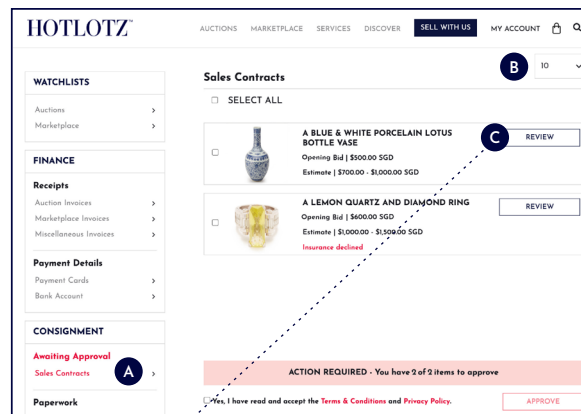 HOTLOTZ™
AUCTIONS MARKETPLACE SERVICES DISCOVER SELL WITH US MY ACCOUNT
B
10
WATCHLISTS
Auctions
Marketplace
FINANCE
Receipts
Auction Invoices
Marketplace Invoices
Miscellaneous Invoices
Payment Details
Payment Cards
Bank Account
CONSIGNMENT
Awaiting Approval
Sales Contracts
A
Paperwork
Sales Contracts
SELECT ALL
A BLUE & WHITE PORCELAIN LOTUS
BOTTLE VASE
Opening Bid | $500.00 SGD
Estimate | $700.00 - $1,000.00 SGD
C
REVIEW
A LEMON QUARTZ AND DIAMOND RING
Opening Bid | $600.00 SGD
Estimate | $1,000.00 - $1,500.00 SGD
Insurance declined
REVIEW
ACTION REQUIRED - You have 2 of 2 items to approve
Yes, I have read and accept the Terms & Conditions and Privacy Policy.
APPROVE